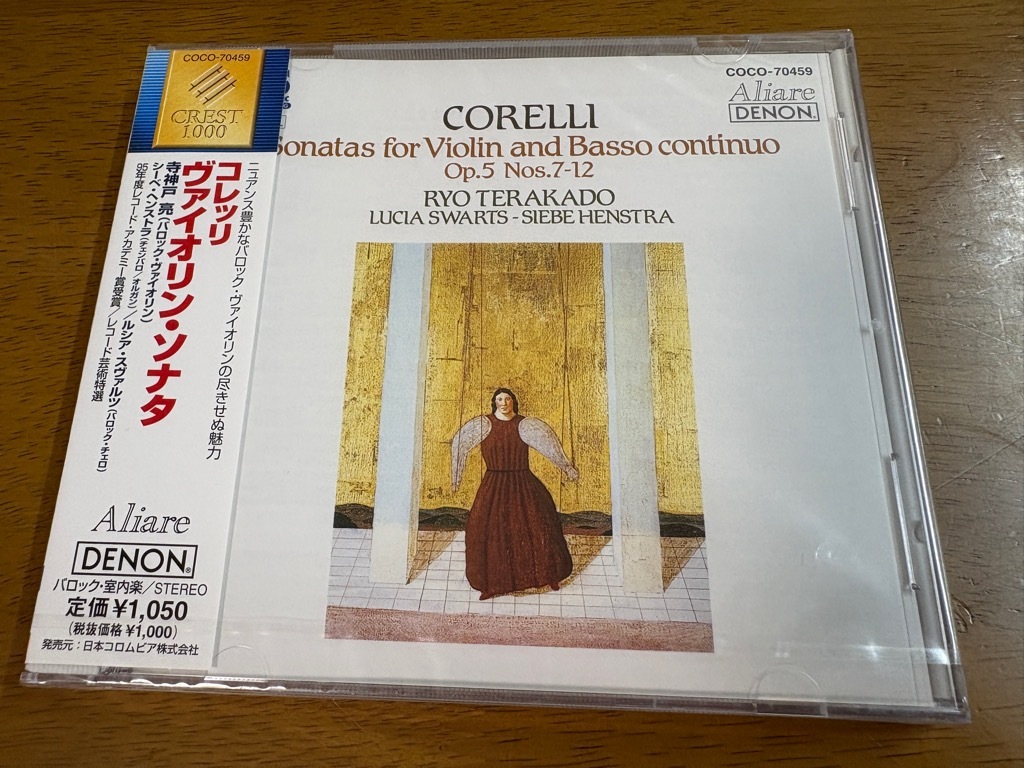 COCO-70459
CREST
1000
ニュアンス豊かなバロック・ヴァイオリンの尽きせぬ魅力
コレッリ
ヴァイオリン・ソナタ
寺神戸 亮(バロック・ヴァイオリン)
シーベ・ヘンストラ(チェンバロ/オルガン)/ルシア・スヴァルツ(バロック・チェロ)
95年度レコード・アカデミー賞受賞/レコード芸術特選
Aliare
DENON®
バロック・室内楽/STEREO
定価¥1,050
(税抜価格¥1,000)
発売元:日本コロムビア株式会社
COCO-70459
Aliare
DENON
CORELLI
Sonatas for Violin and Basso continuo
Op.5 Nos.7-12
RYO TERAKADO
LUCIA SWARTS - SIEBE HENSTRA